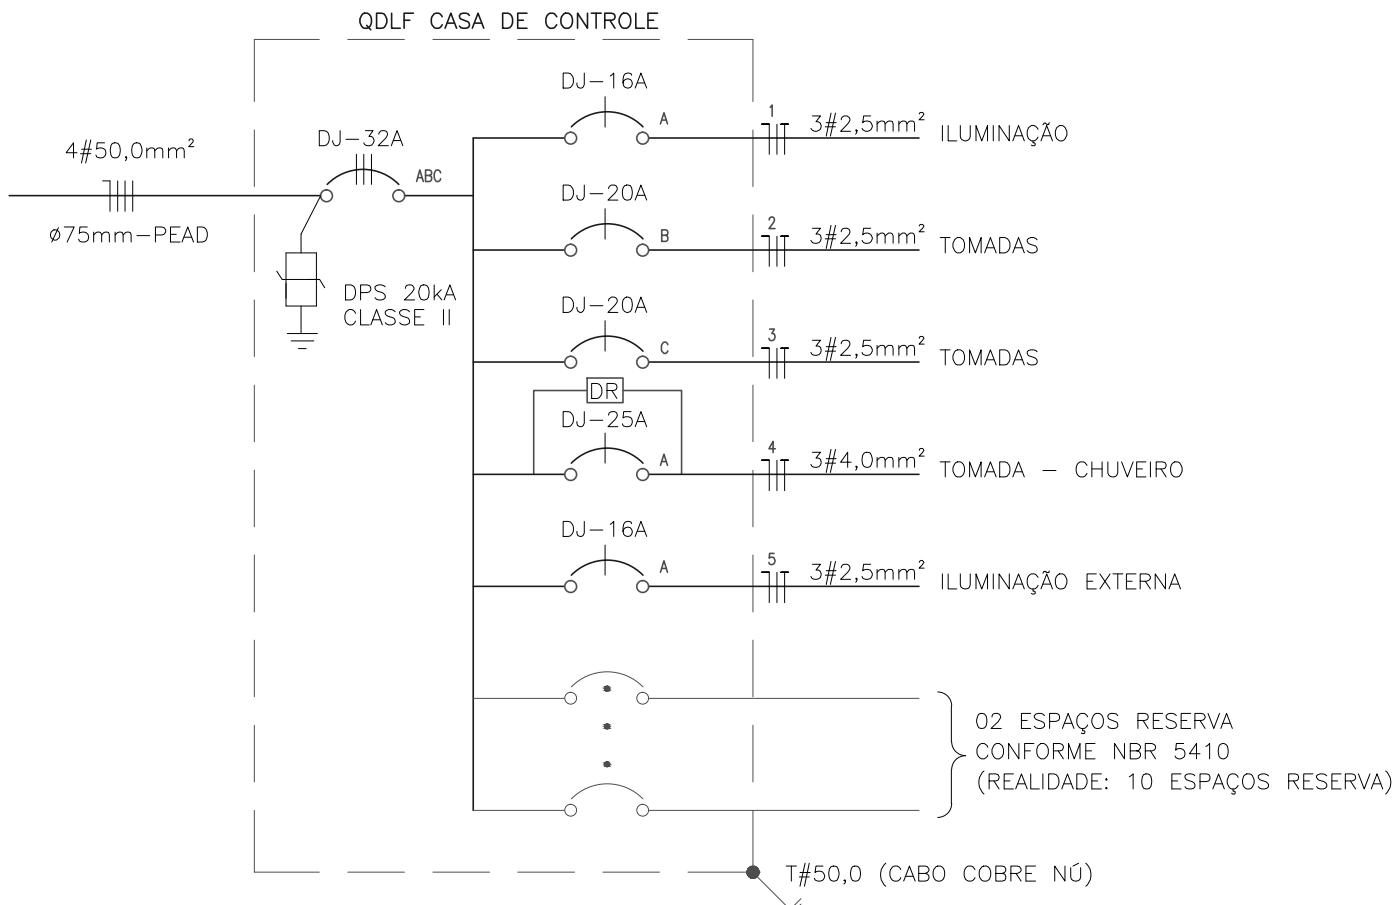 QDLF CASA DE CONTROLE
4#50,0mm²
ø75mm-PEAD
DJ-32A
ABC
DPS 20kA
CLASSE II
DJ-16A
A
1
3#2,5mm²
ILUMINAÇÃO
DJ-20A
B
2
3#2,5mm²
TOMADAS
DJ-20A
C
3
3#2,5mm²
TOMADAS
DR
DJ-25A
A
4
3#4,0mm²
TOMADA - CHUVEIRO
DJ-16A
A
5
3#2,5mm²
ILUMINAÇÃO EXTERNA
02 ESPAÇOS RESERVA
CONFORME NBR 5410
(REALIDADE: 10 ESPAÇOS RESERVA)
T#50,0 (CABO COBRE NÚ)